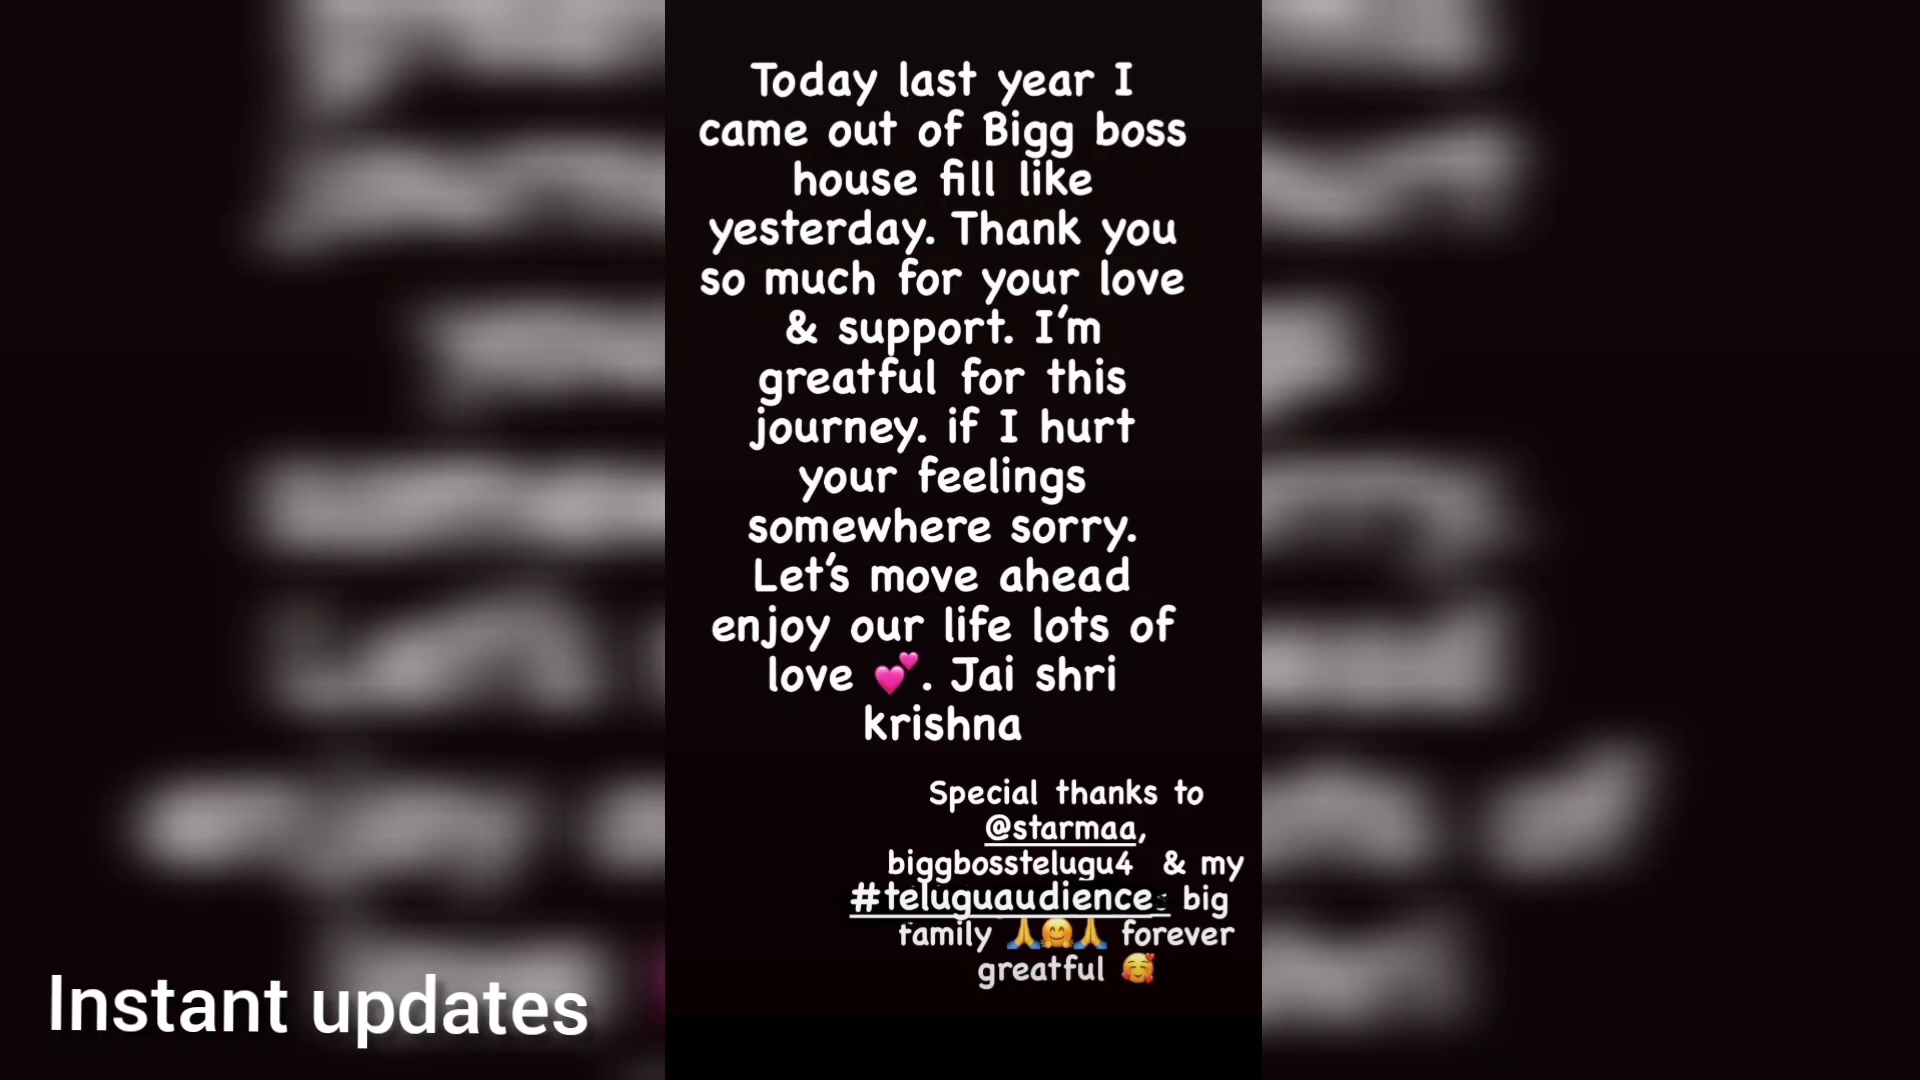 Today last year I
came out of Bigg boss
house fill like
yesterday. Thank you
so much for your love
& support. I'm
greatful for this
journey. if I hurt
your feelings
somewhere sorry.
Let's move ahead
enjoy our life lots of
love 💕. Jai shri
krishna
Special thanks to
@starmaa,
biggbosstelugu4 & my
#teluguaudience big
family 🙏🤗🙏 forever
greatful 🥰
Instant updates